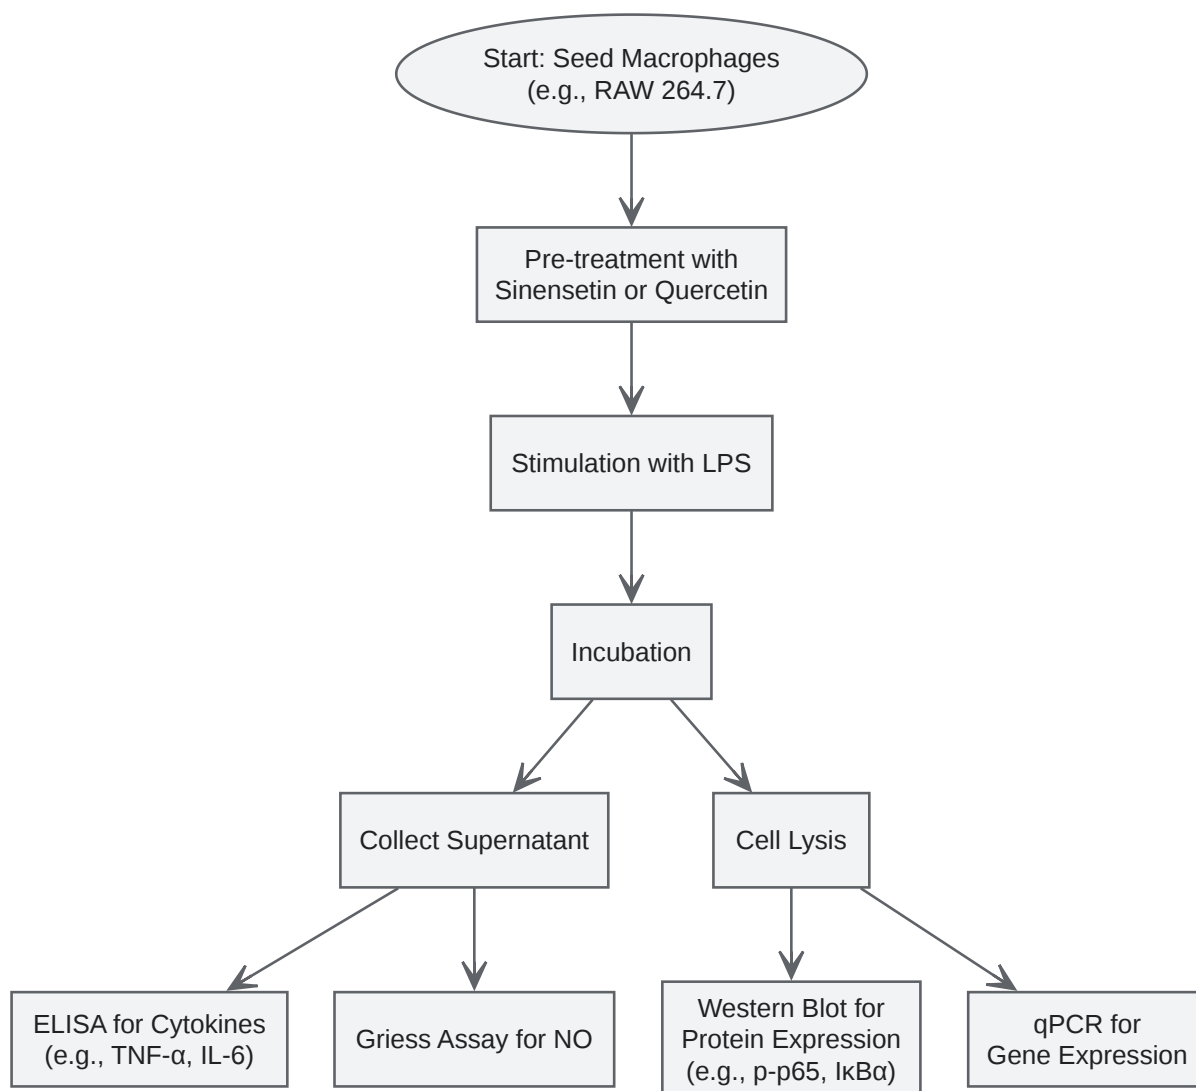 Start: Seed Macrophages
(e.g., RAW 264.7)
Pre-treatment with
Sinensetin or Quercetin
Stimulation with LPS
Incubation
Collect Supernatant
Cell Lysis
ELISA for Cytokines
(e.g., TNF-α, IL-6)
Griess Assay for NO
Western Blot for
Protein Expression
(e.g., p-p65, IκBα)
qPCR for
Gene Expression